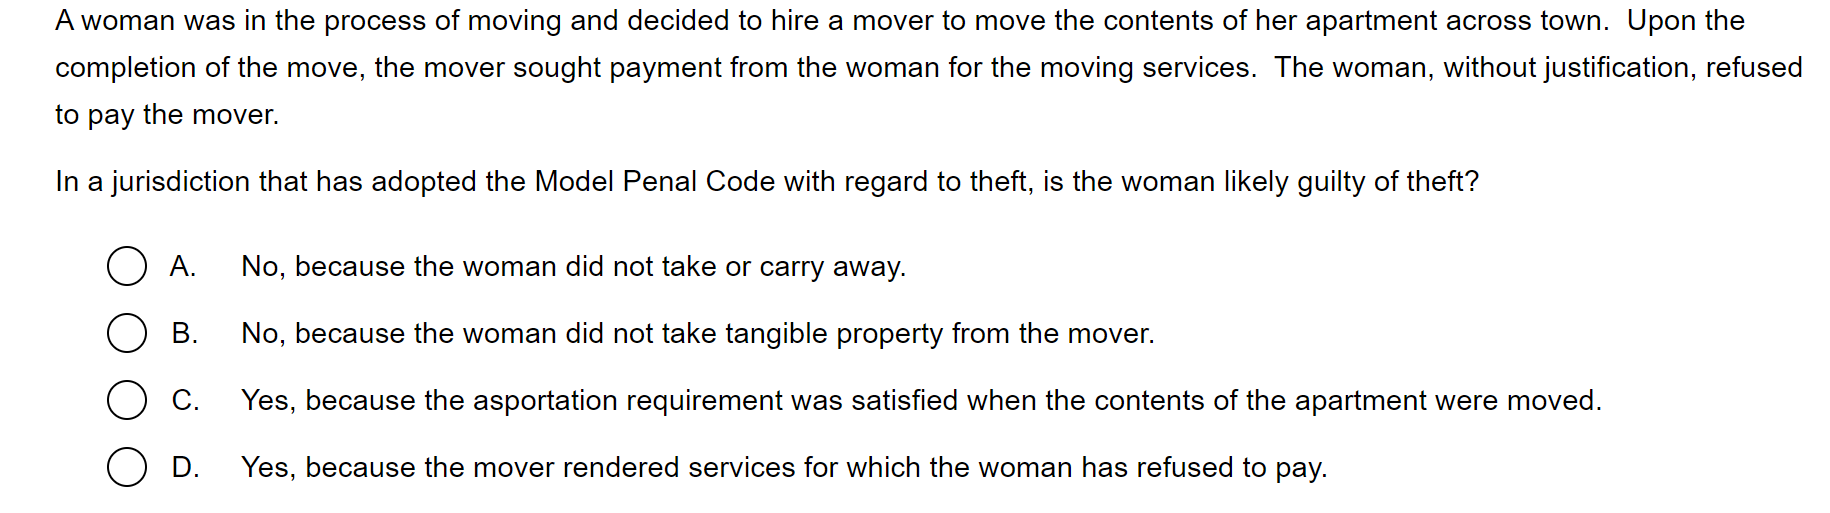 A woman was in the process of moving and decided to hire a mover to move the contents of her apartment across town.  Upon the
completion of the move, the mover sought payment from the woman for the moving services.  The woman, without justification, refused
to pay the mover.
In a jurisdiction that has adopted the Model Penal Code with regard to theft, is the woman likely guilty of theft?
A. No, because the woman did not take or carry away.
B. No, because the woman did not take tangible property from the mover.
C. Yes, because the asportation requirement was satisfied when the contents of the apartment were moved.
D. Yes, because the mover rendered services for which the woman has refused to pay.